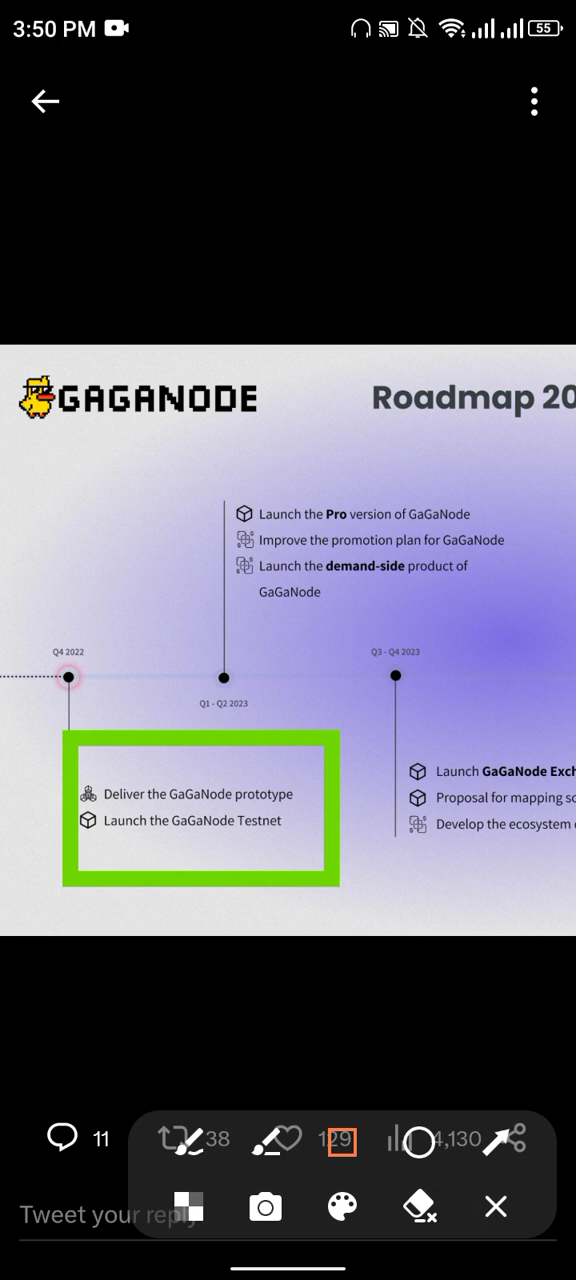 3:50 PM
55
GAGANODE
Roadmap 20
Launch the Pro version of GaGaNode
Improve the promotion plan for GaGaNode
Launch the demand-side product of
GaGaNode
Q4 2022
Q3 - Q4 2023
Q1 - Q2 2023
Deliver the GaGaNode prototype
Launch the GaGaNode Testnet
Launch GaGaNode Exch
Proposal for mapping sc
Develop the ecosystem
11
38
129
4,130
Tweet your reply